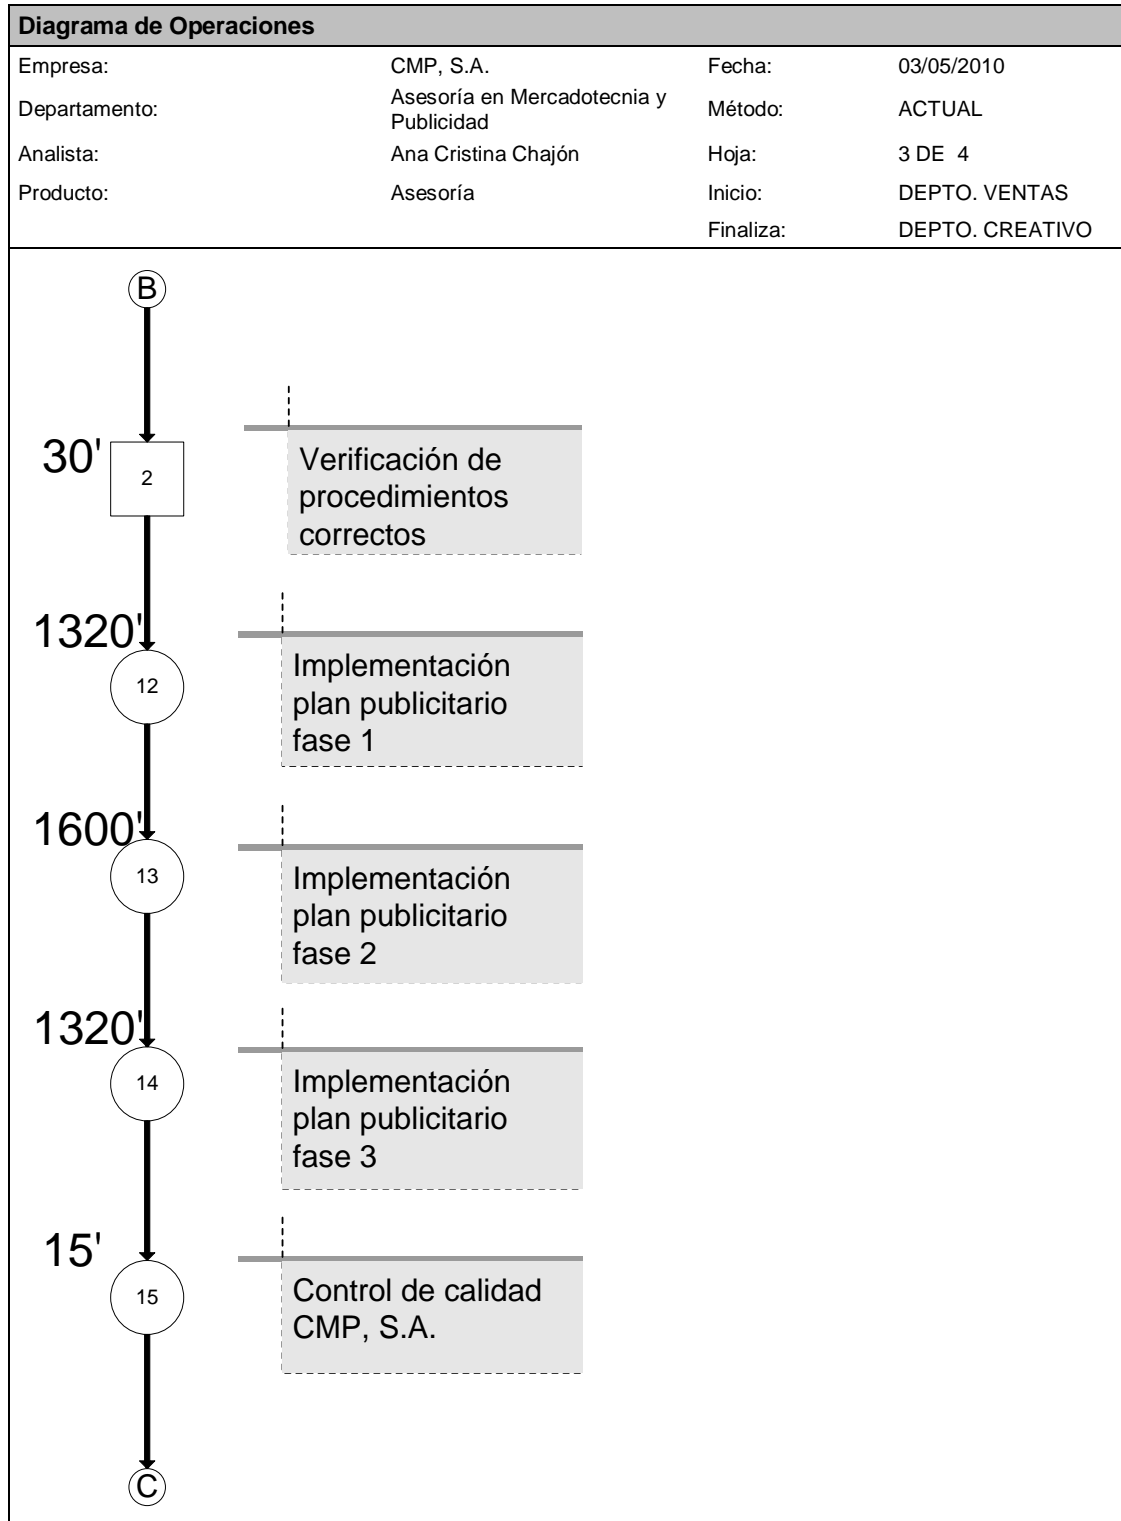 Diagrama de Operaciones
Empresa: CMP, S.A. Fecha: 03/05/2010
Departamento: Asesoría en Mercadotecnia y
Publicidad Método: ACTUAL
Analista: Ana Cristina Chajón Hoja: 3 DE 4
Producto: Asesoría Inicio: DEPTO. VENTAS
Finaliza: DEPTO. CREATIVO
B
30'
2
Verificación de
procedimientos
correctos
1320'
12
Implementación
plan publicitario
fase 1
1600'
13
Implementación
plan publicitario
fase 2
1320'
14
Implementación
plan publicitario
fase 3
15'
15
Control de calidad
CMP, S.A.
C